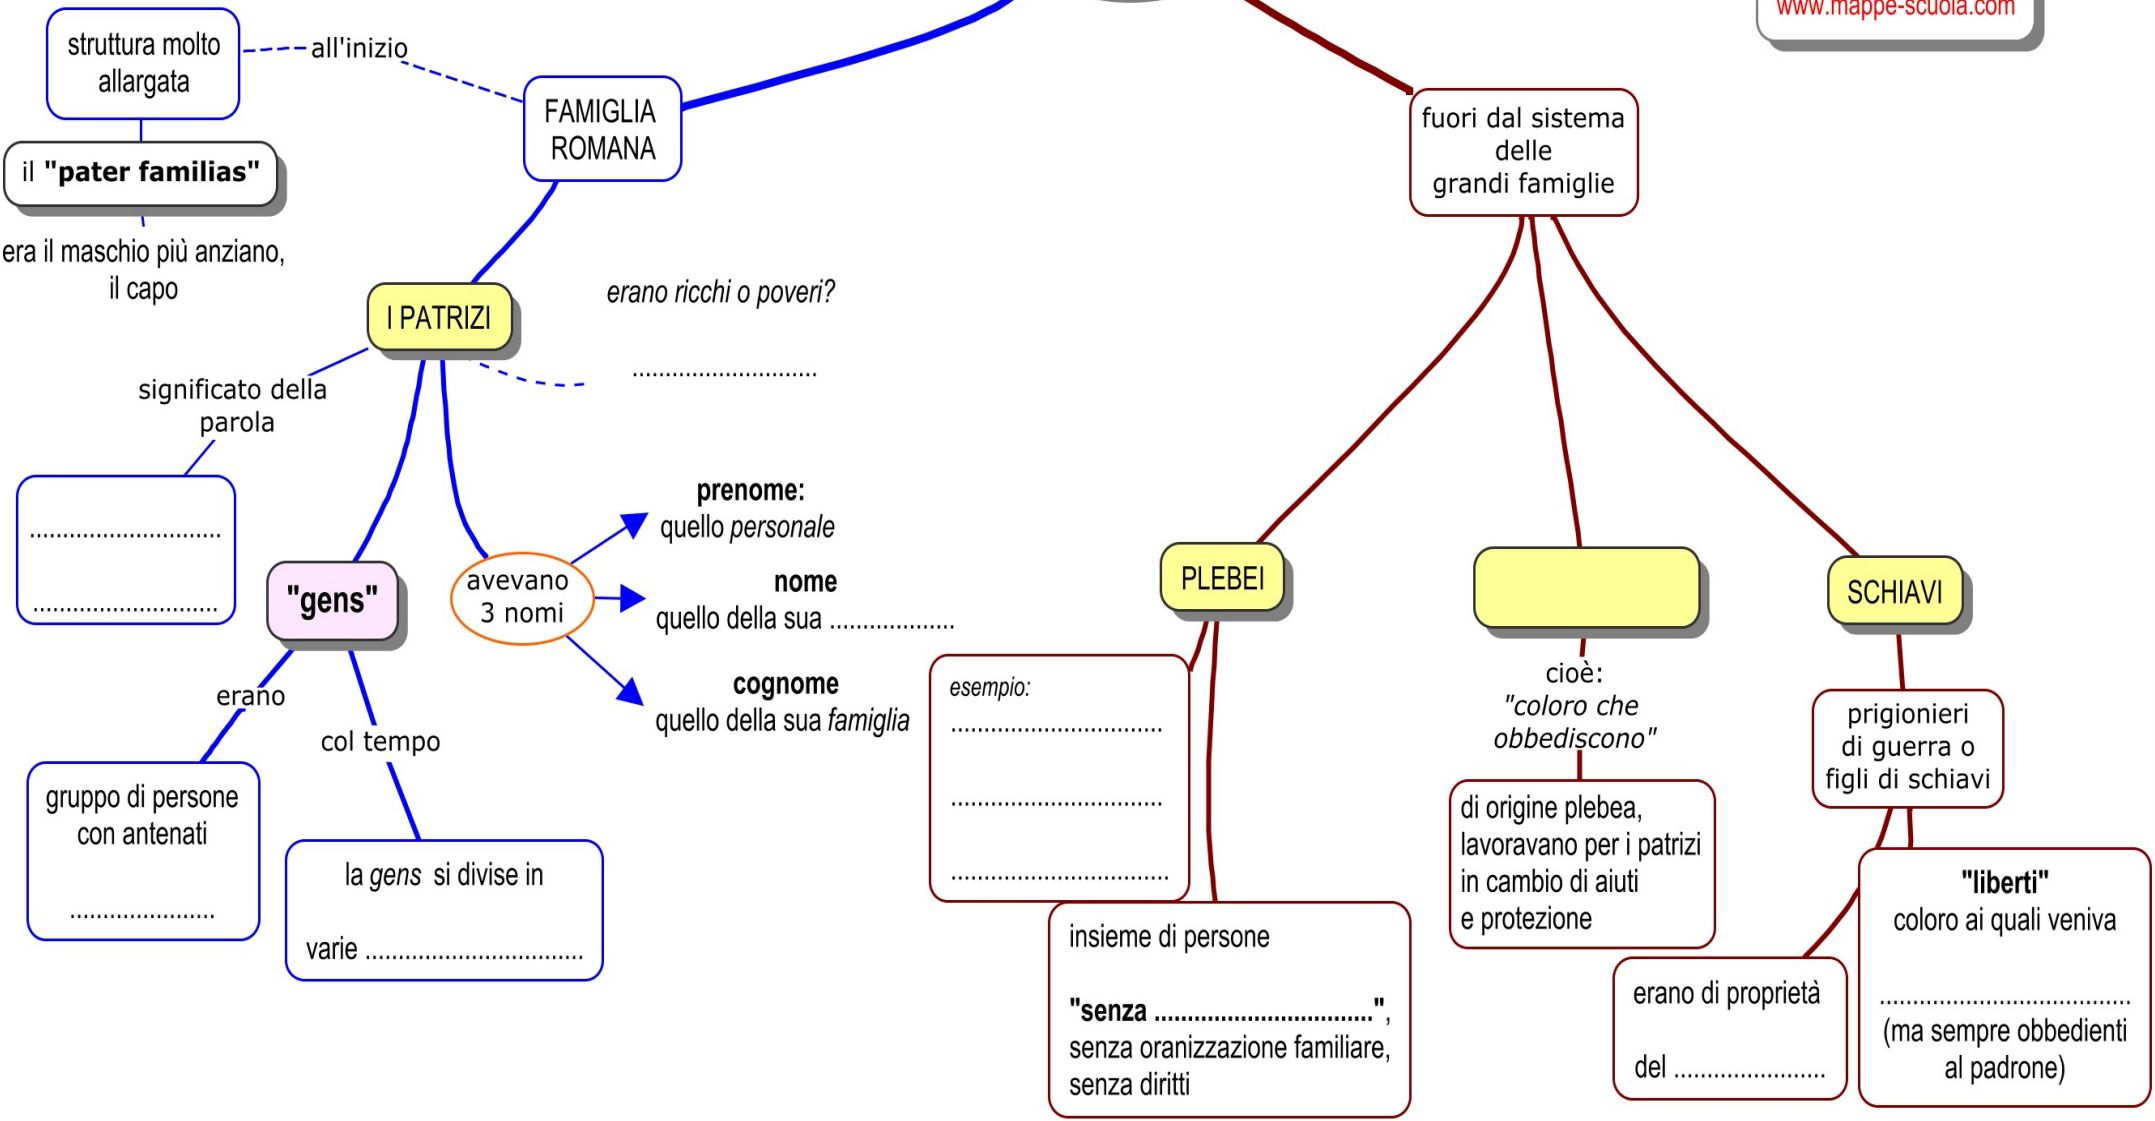 www.mappe-scuola.com
struttura molto
allargata
all'inizio
FAMIGLIA
ROMANA
il "pater familias"
era il maschio più anziano,
il capo
fuori dal sistema
delle
grandi famiglie
I PATRIZI
erano ricchi o poveri?
............................
significato della
parola
.............................
............................
"gens"
avevano
3 nomi
prenome:
quello personale
nome
quello della sua ...................
cognome
quello della sua famiglia
erano
col tempo
gruppo di persone
con antenati
......................
la gens si divise in
varie .................................
PLEBEI
esempio:
................................
................................
.................................
insieme di persone
"senza .................................",
senza oranizzazione familiare,
senza diritti
cioè:
"coloro che
obbediscono"
di origine plebea,
lavoravano per i patrizi
in cambio di aiuti
e protezione
SCHIAVI
prigionieri
di guerra o
figli di schiavi
erano di proprietà
del .......................
"liberti"
coloro ai quali veniva
......................................
(ma sempre obbedienti
al padrone)